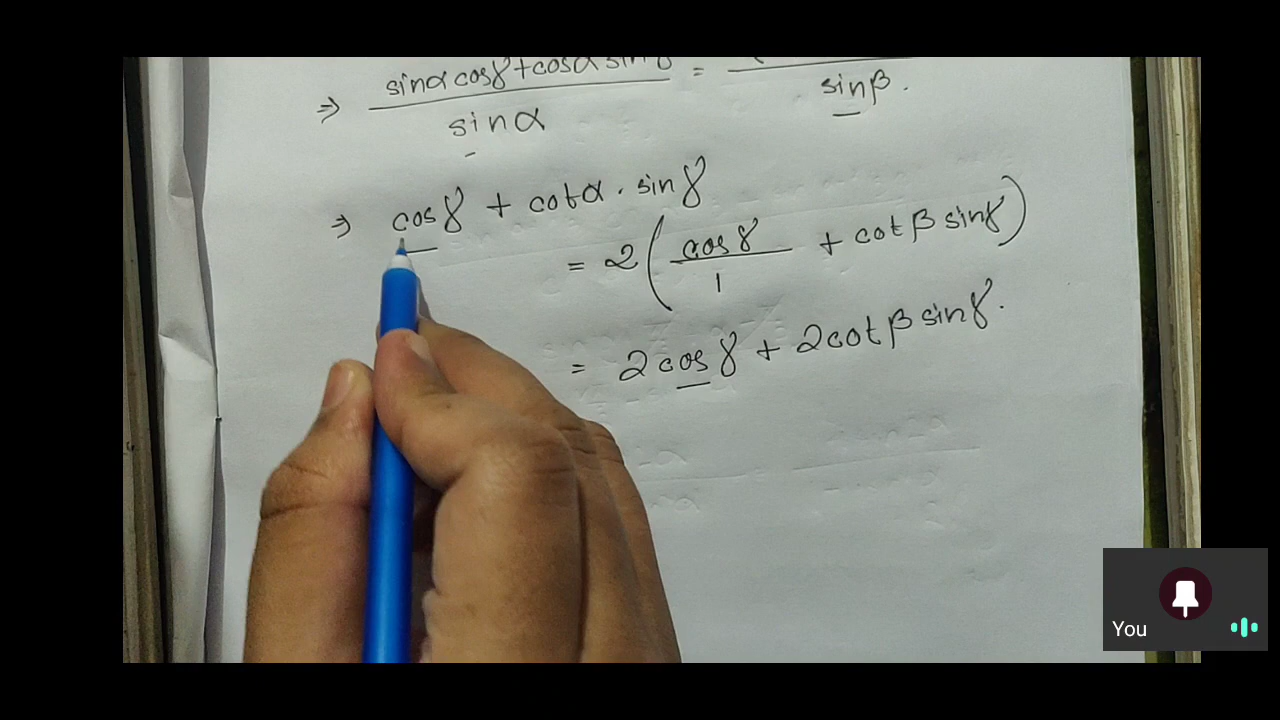 ⇒ sinα cosγ + cosα sin =
sinα
sinβ.
⇒ cosγ + cotα . sinγ
= 2 ( cosγ / 1 + cotβ sinγ )
= 2cosγ + 2cotβ sinγ.
You